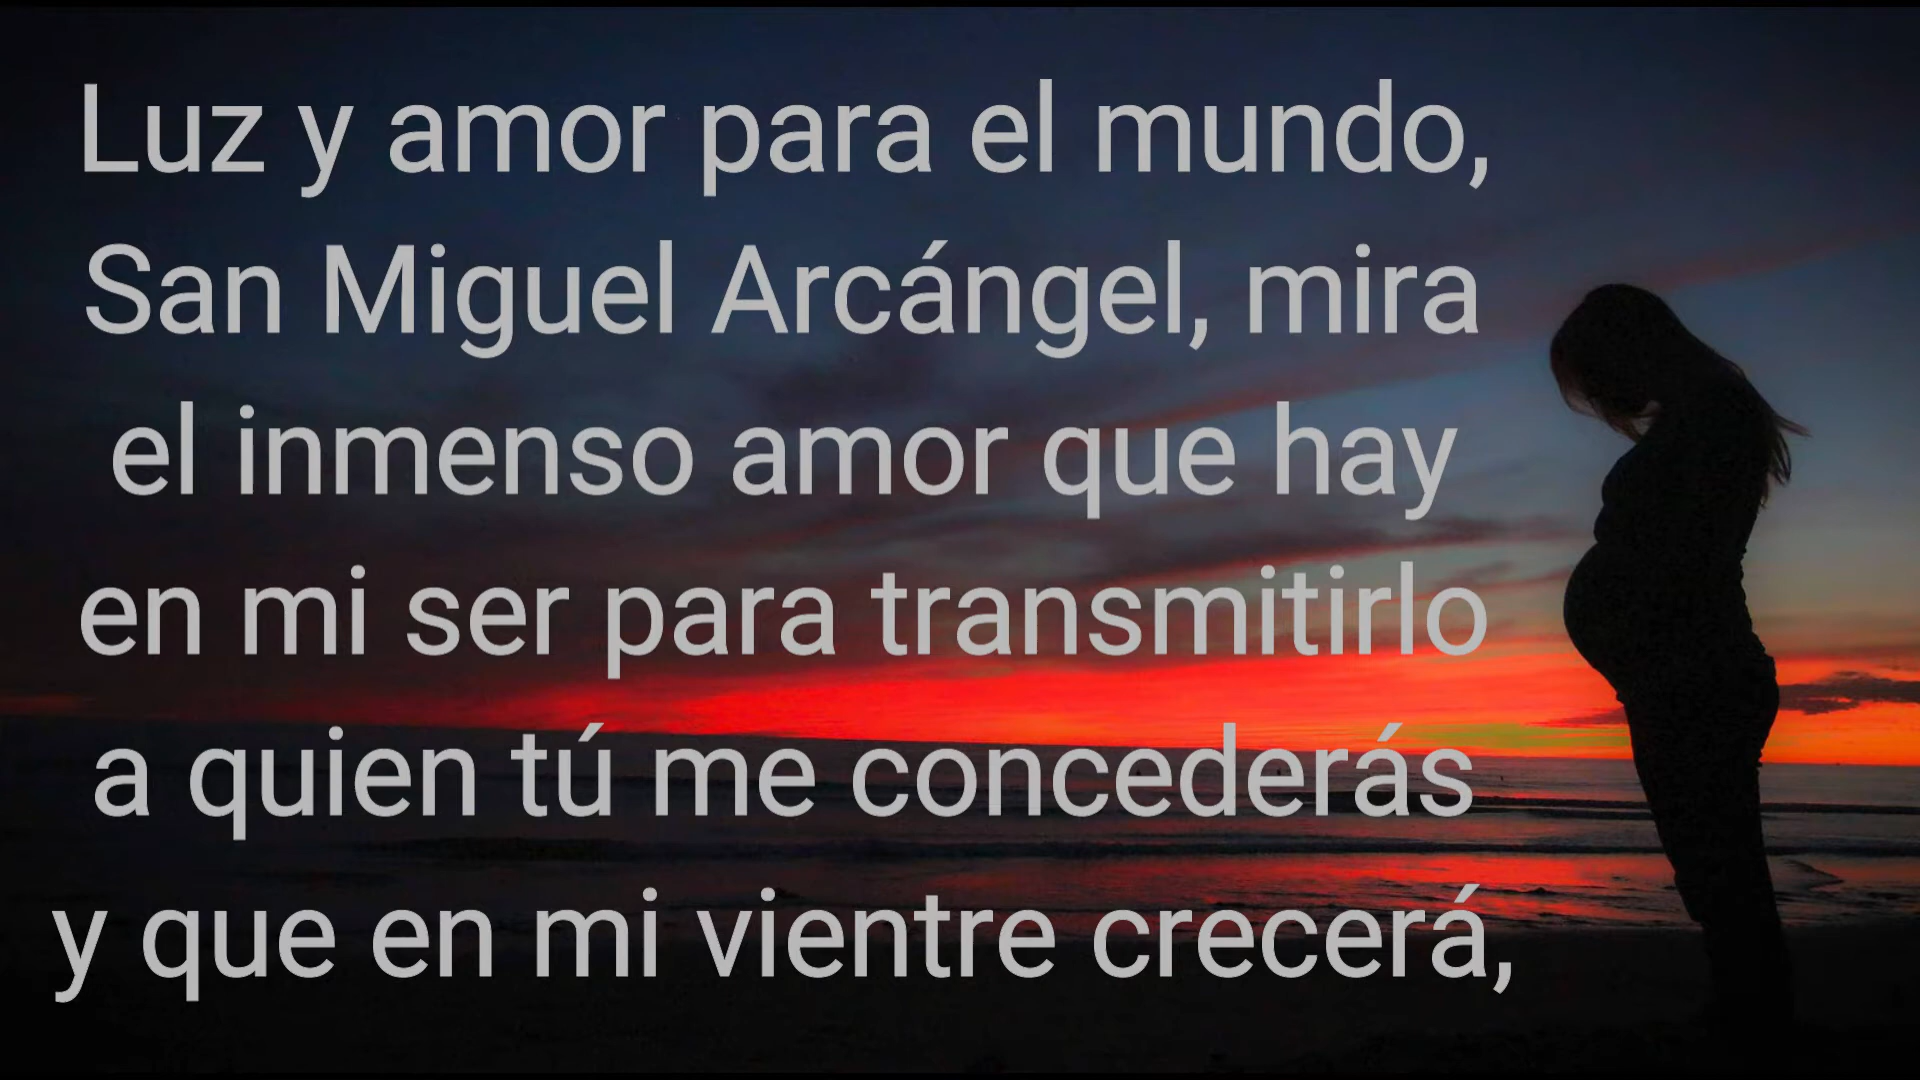 Luz y amor para el mundo,
San Miguel Arcángel, mira
el inmenso amor que hay
en mi ser para transmitirlo
a quien tú me concederás
y que en mi vientre crecerá,